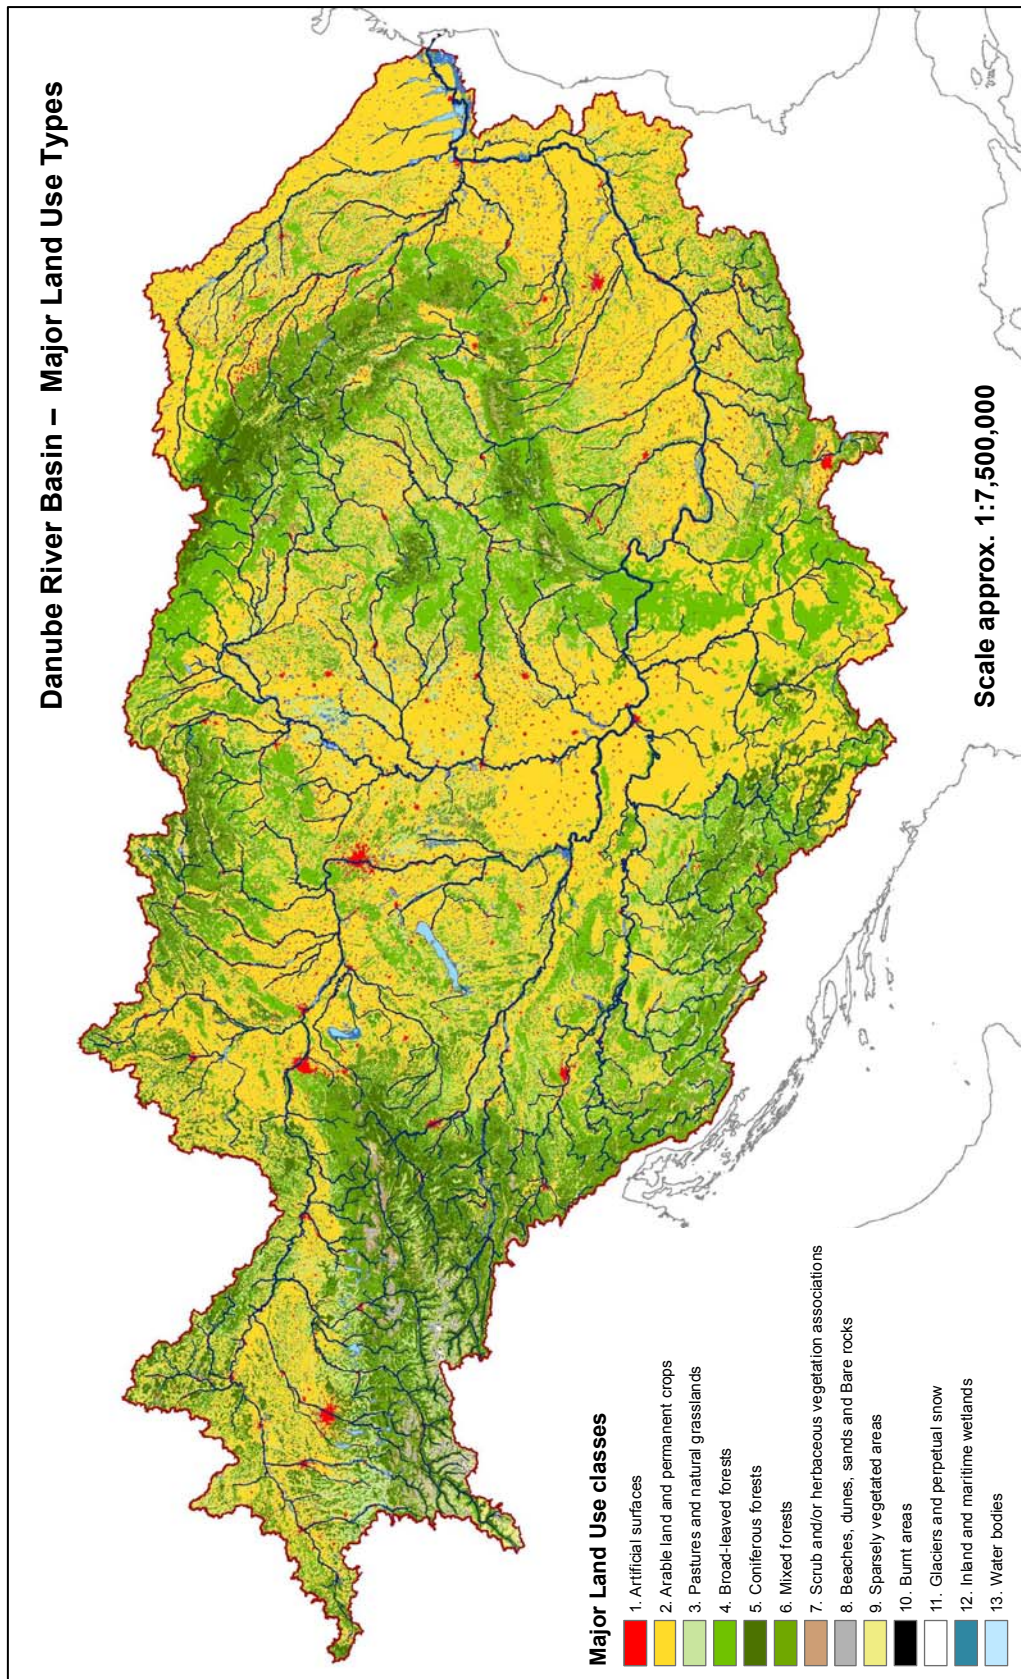 Danube River Basin – Major Land Use Types
Major Land Use classes
1. Artificial surfaces
2. Arable land and permanent crops
3. Pastures and natural grasslands
4. Broad-leaved forests
5. Coniferous forests
6. Mixed forests
7. Scrub and/or herbaceous vegetation associations
8. Beaches, dunes, sands and Bare rocks
9. Sparsely vegetated areas
10. Burnt areas
11. Glaciers and perpetual snow
12. Inland and maritime wetlands
13. Water bodies
Scale approx. 1:7,500,000